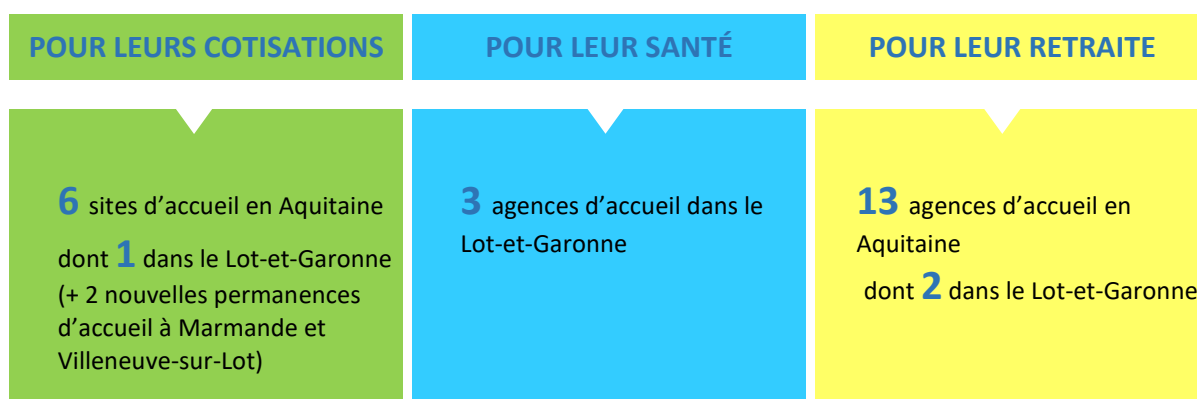 POUR LEURS COTISATIONS
POUR LEUR SANTÉ
POUR LEUR RETRAITE
6 sites d’accueil en Aquitaine
dont 1 dans le Lot-et-Garonne
(+ 2 nouvelles permanences
d’accueil à Marmande et
Villeneuve-sur-Lot)
3 agences d’accueil dans le
Lot-et-Garonne
13 agences d’accueil en
Aquitaine
dont 2 dans le Lot-et-Garonne